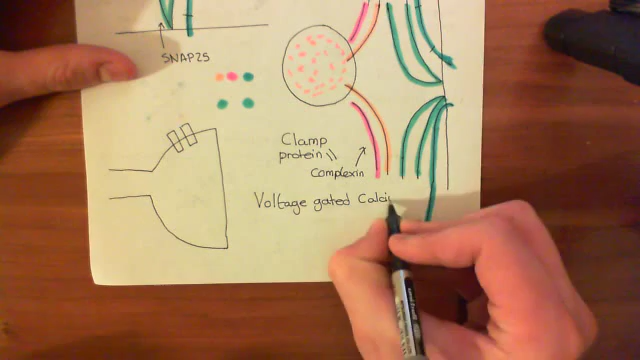 SNAP25
Clamp
protein
Complexin
Voltage gated Calci